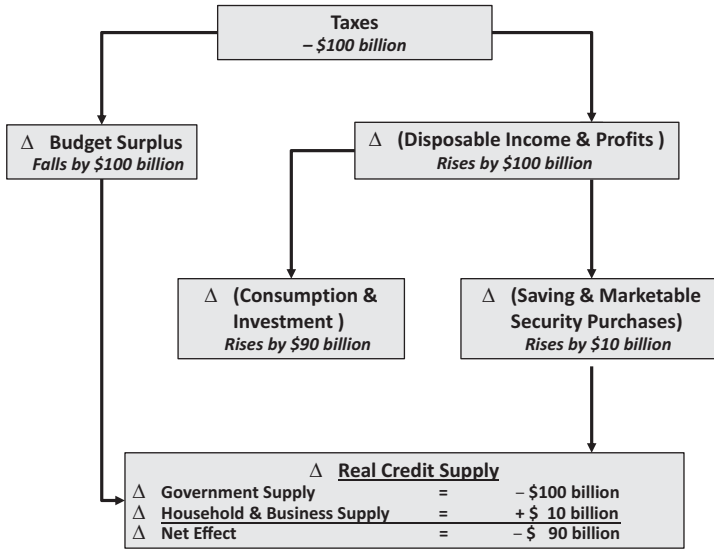 Taxes
– $100 billion
Δ Budget Surplus
Falls by $100 billion
Δ (Disposable Income & Profits )
Rises by $100 billion
Δ (Consumption &
Investment )
Rises by $90 billion
Δ (Saving & Marketable
Security Purchases)
Rises by $10 billion
Δ Real Credit Supply
Δ Government Supply = – $100 billion
Δ Household & Business Supply = + $ 10 billion
Δ Net Effect = – $ 90 billion